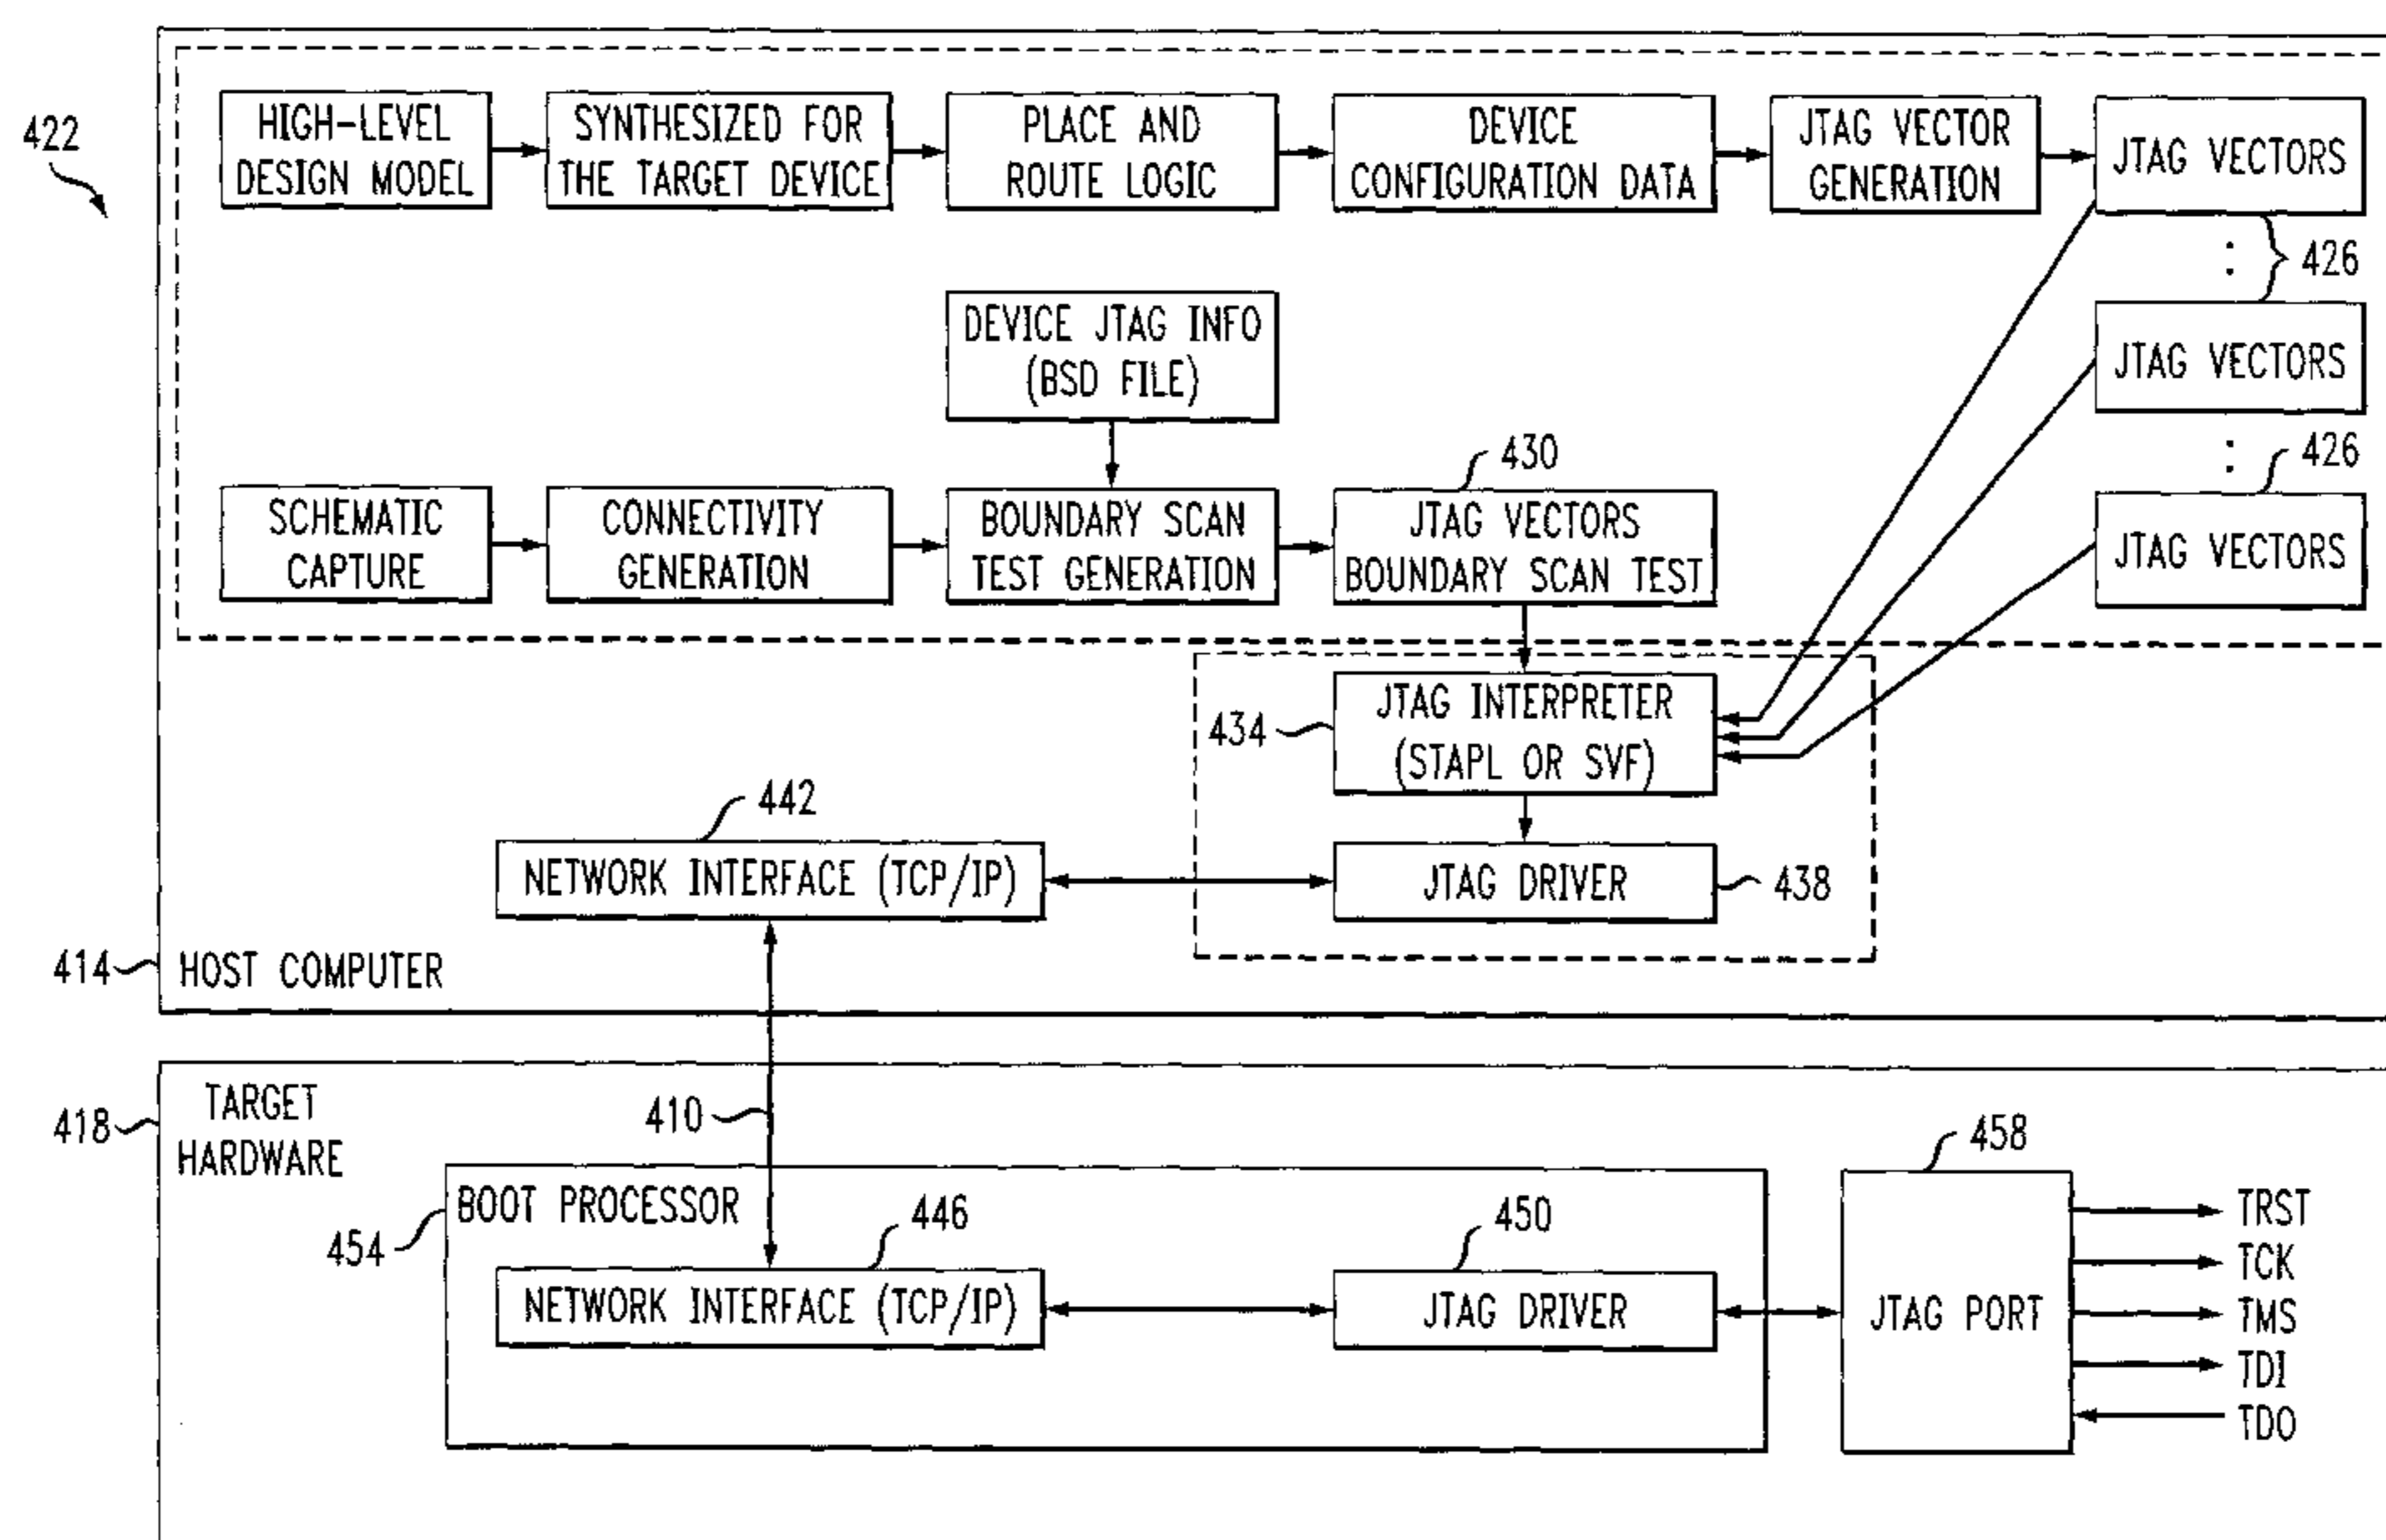 422
HIGH-LEVEL
DESIGN MODEL
SYNTHESIZED FOR
THE TARGET DEVICE
PLACE AND
ROUTE LOGIC
DEVICE
CONFIGURATION DATA
JTAG VECTOR
GENERATION
JTAG VECTORS
426
DEVICE JTAG INFO
(BSD FILE)
JTAG VECTORS
430
426
SCHEMATIC
CAPTURE
CONNECTIVITY
GENERATION
BOUNDARY SCAN
TEST GENERATION
JTAG VECTORS
BOUNDARY SCAN TEST
JTAG VECTORS
434
JTAG INTERPRETER
(STAPL OR SVF)
442
NETWORK INTERFACE (TCP/IP)
JTAG DRIVER
438
414
HOST COMPUTER
418
TARGET
HARDWARE
410
458
454
BOOT PROCESSOR
446
450
NETWORK INTERFACE (TCP/IP)
JTAG DRIVER
JTAG PORT
TRST
TCK
TMS
TDI
TDO